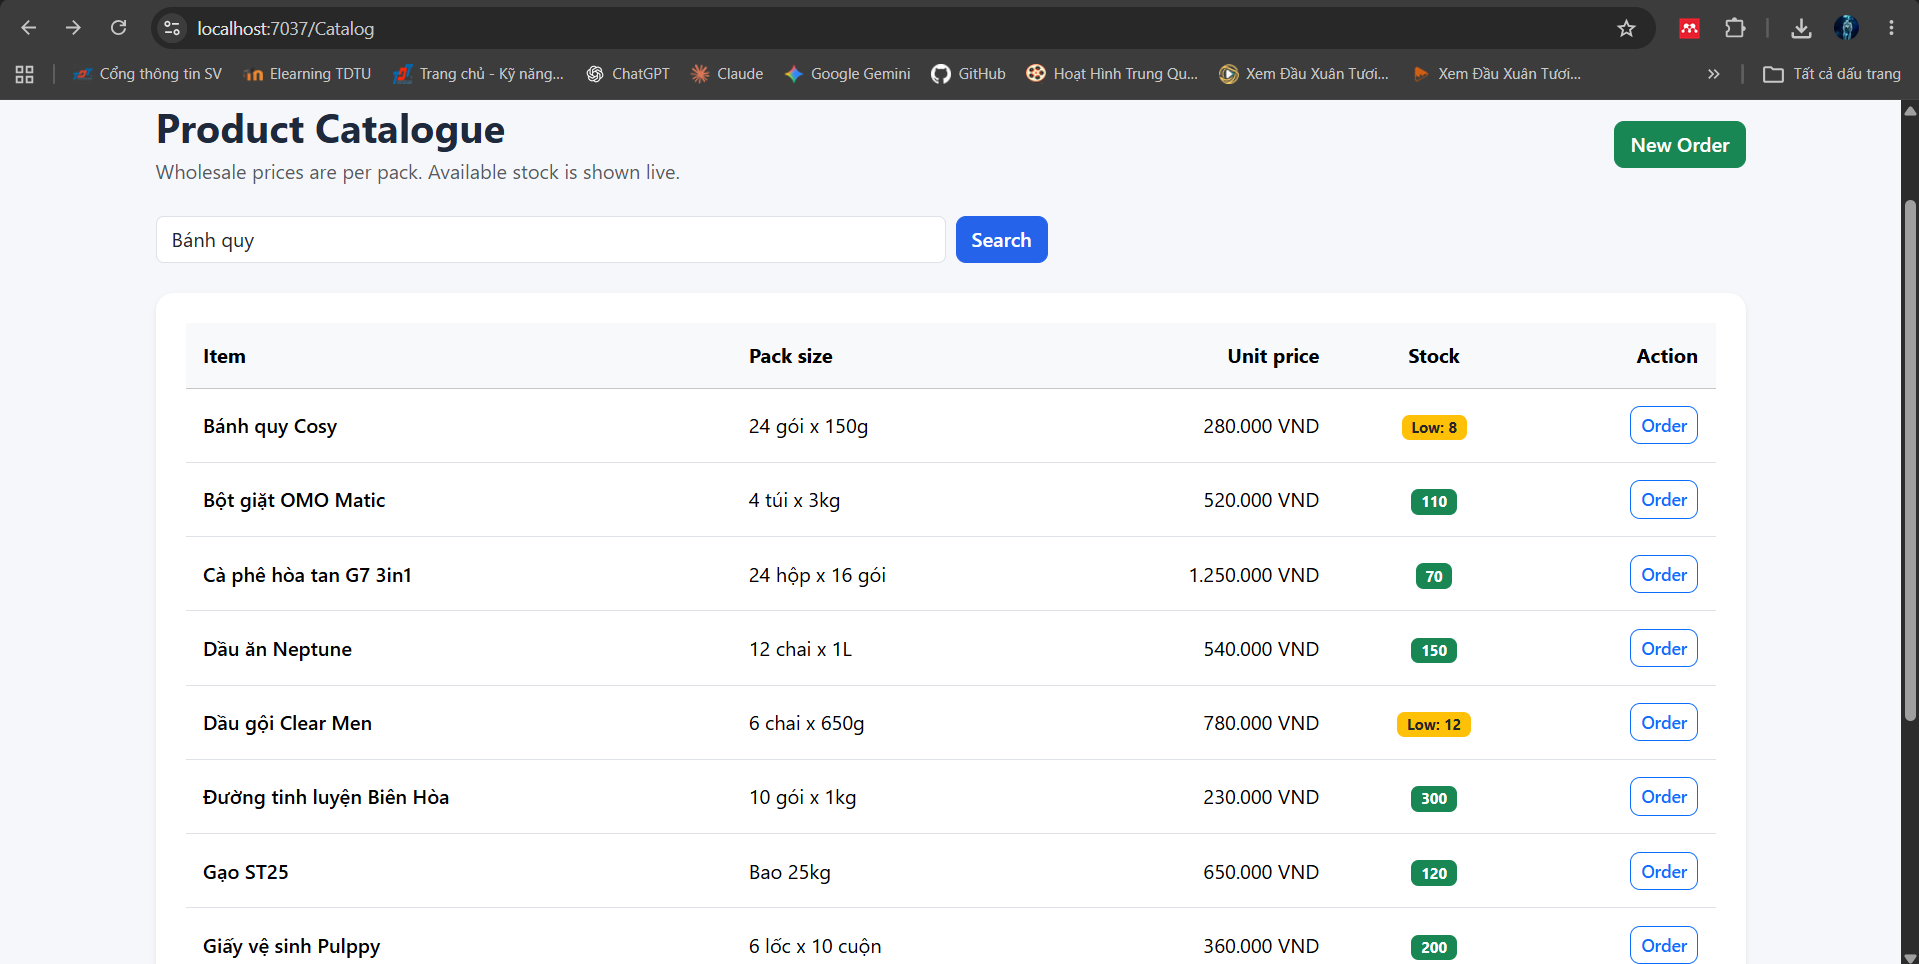 localhost:7037/Catalog
Cổng thông tin SV
Elearning TDTU
Trang chủ - Kỹ năng...
ChatGPT
Claude
Google Gemini
GitHub
Hoạt Hình Trung Qu...
Xem Đầu Xuân Tươi...
Xem Đầu Xuân Tươi...
Tất cả dấu trang
Product Catalogue
New Order
Wholesale prices are per pack. Available stock is shown live.
Bánh quy
Search
Item Pack size Unit price Stock Action
Bánh quy Cosy 24 gói x 150g 280.000 VND Low: 8 Order
Bột giặt OMO Matic 4 túi x 3kg 520.000 VND 110 Order
Cà phê hòa tan G7 3in1 24 hộp x 16 gói 1.250.000 VND 70 Order
Dầu ăn Neptune 12 chai x 1L 540.000 VND 150 Order
Dầu gội Clear Men 6 chai x 650g 780.000 VND Low: 12 Order
Đường tinh luyện Biên Hòa 10 gói x 1kg 230.000 VND 300 Order
Gạo ST25 Bao 25kg 650.000 VND 120 Order
Giấy vệ sinh Pulppy 6 lốc x 10 cuộn 360.000 VND 200 Order